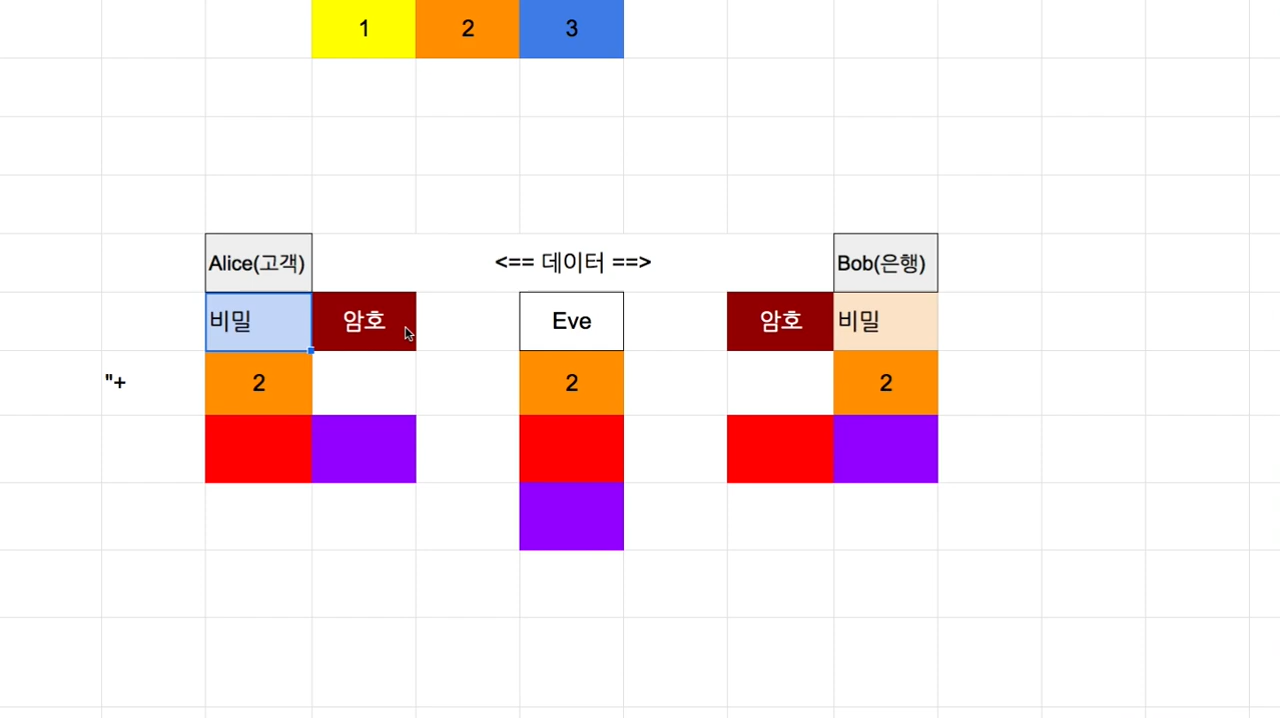 1 2 3
Alice(고객) <== 데이터 ==> Bob(은행)
비밀 암호 Eve 암호 비밀
"+ 2 2 2